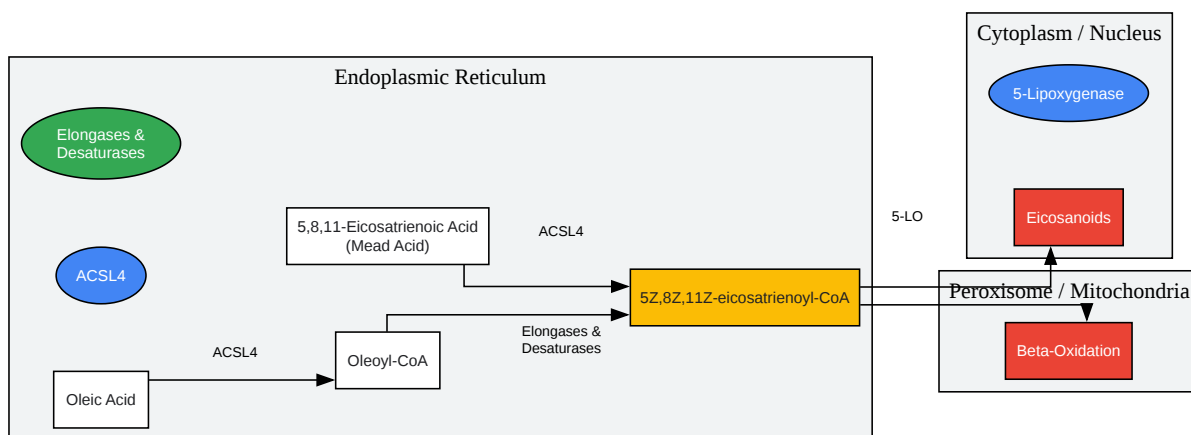 Cytoplasm / Nucleus
Endoplasmic Reticulum
5-Lipoxygenase
Elongases &
Desaturases
5,8,11-Eicosatrienoic Acid
(Mead Acid)
ACSL4
5-LO
Eicosanoids
ACSL4
5Z,8Z,11Z-eicosatrienoyl-CoA
Peroxisome / Mitochondria
Elongases &
Desaturases
ACSL4
Oleoyl-CoA
Beta-Oxidation
Oleic Acid